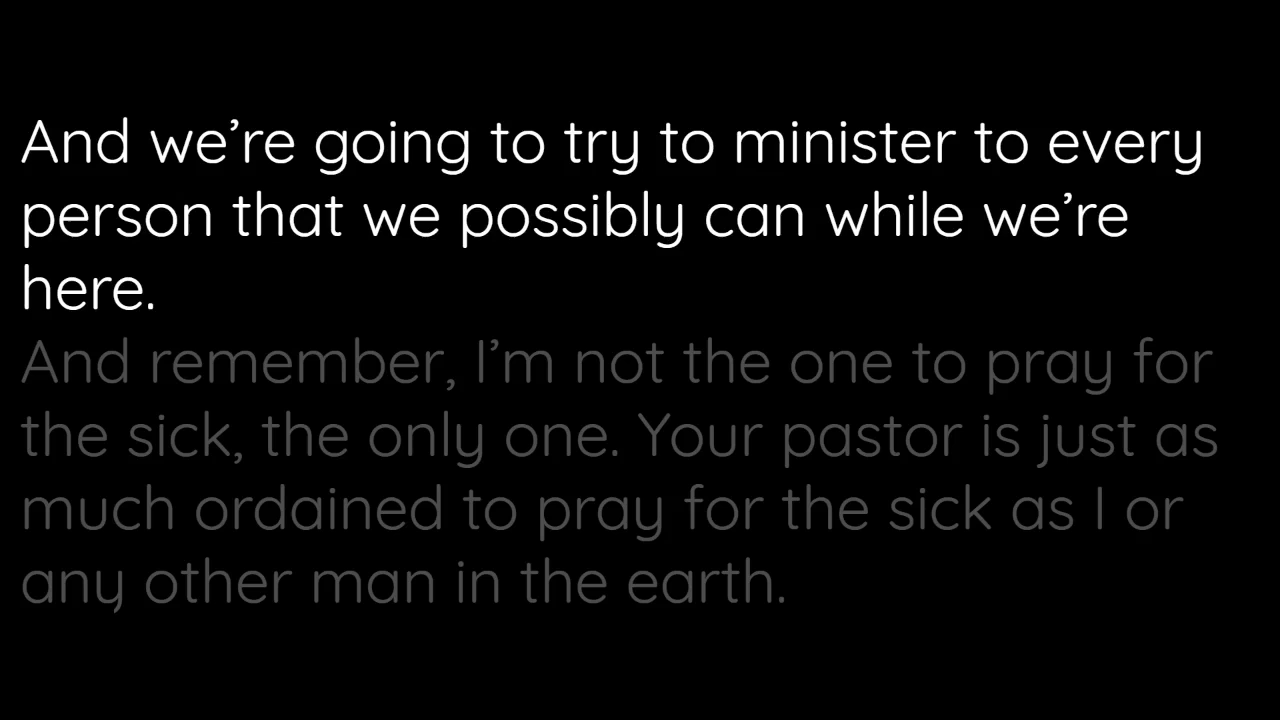 And we’re going to try to minister to every
person that we possibly can while we’re
here.
And remember, I’m not the one to pray for
the sick, the only one. Your pastor is just as
much ordained to pray for the sick as I or
any other man in the earth.